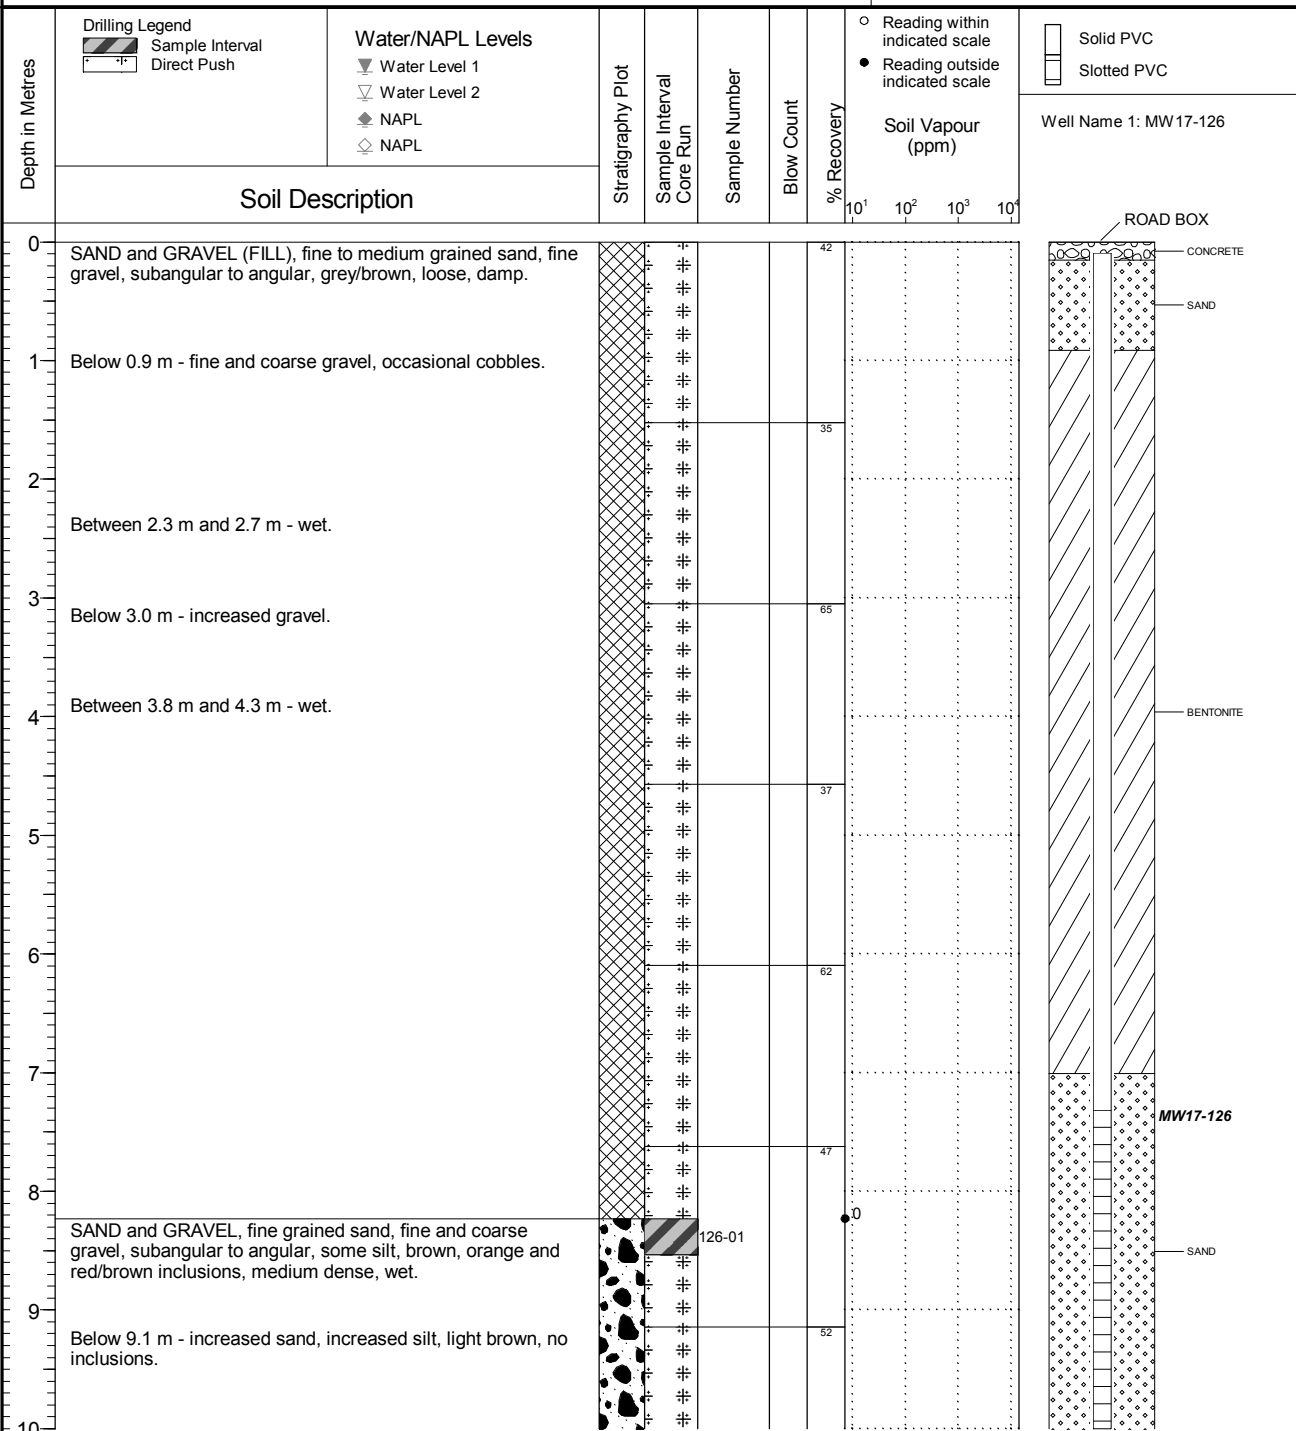 Drilling Legend
Sample Interval
Direct Push
Water/NAPL Levels
Water Level 1
Water Level 2
NAPL
NAPL
Depth in Metres
Soil Description
Stratigraphy Plot
Sample Interval
Core Run
Sample Number
Blow Count
% Recovery
Reading within
indicated scale
Reading outside
indicated scale
Soil Vapour
(ppm)
10¹ 10² 10³ 10⁴
Solid PVC
Slotted PVC
Well Name 1: MW17-126
ROAD BOX
0
SAND and GRAVEL (FILL), fine to medium grained sand, fine
gravel, subangular to angular, grey/brown, loose, damp.
42
CONCRETE
SAND
1
Below 0.9 m - fine and coarse gravel, occasional cobbles.
35
2
Between 2.3 m and 2.7 m - wet.
3
Below 3.0 m - increased gravel.
65
Between 3.8 m and 4.3 m - wet.
4
BENTONITE
37
5
6
62
7
MW17-126
47
8
0
SAND and GRAVEL, fine grained sand, fine and coarse
gravel, subangular to angular, some silt, brown, orange and
red/brown inclusions, medium dense, wet.
126-01
SAND
9
Below 9.1 m - increased sand, increased silt, light brown, no
inclusions.
52
10